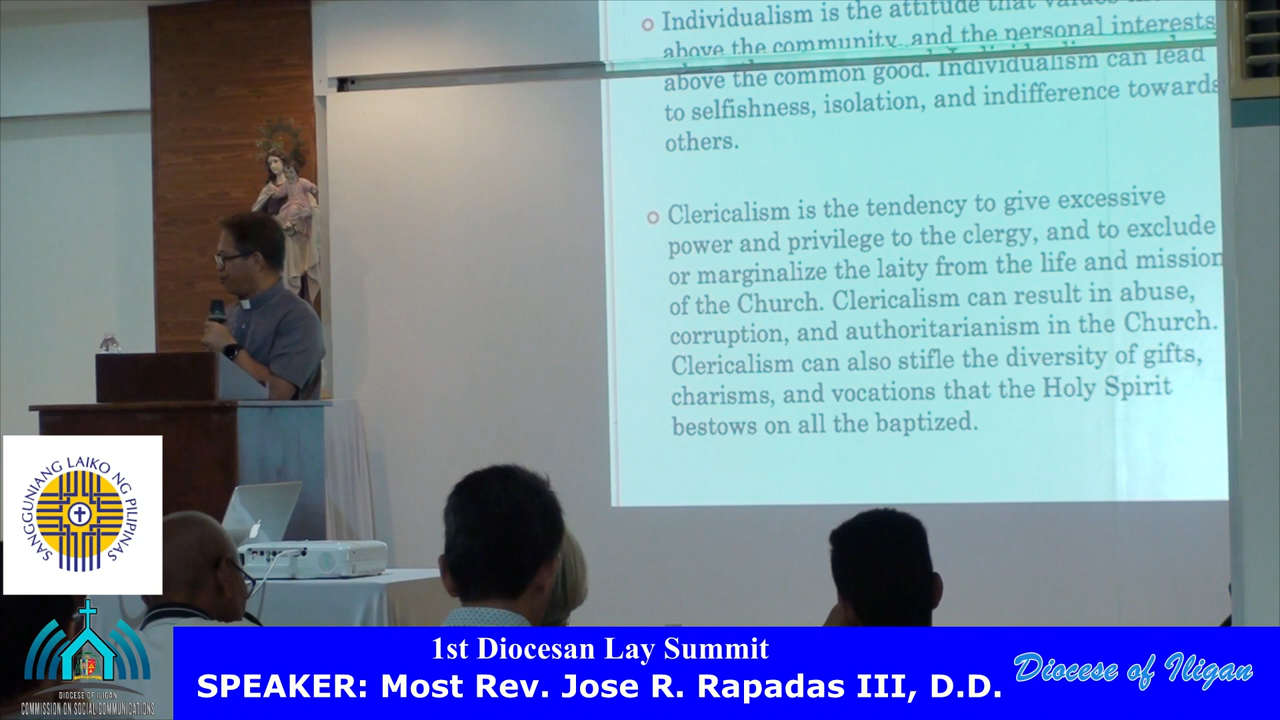 Individualism is the attitude that values
above the community, and the personal interests
above the common good. Individualism can lead
to selfishness, isolation, and indifference towards
others.
Clericalism is the tendency to give excessive
power and privilege to the clergy, and to exclude
or marginalize the laity from the life and mission
of the Church. Clericalism can result in abuse,
corruption, and authoritarianism in the Church.
Clericalism can also stifle the diversity of gifts,
charisms, and vocations that the Holy Spirit
bestows on all the baptized.
SANGGUNIANG LAIKO NG PILIPINAS
DIOCESE OF ILIGAN
COMMISSION ON SOCIAL COMMUNICATIONS
1st Diocesan Lay Summit
SPEAKER: Most Rev. Jose R. Rapadas III, D.D.
Diocese of Iligan